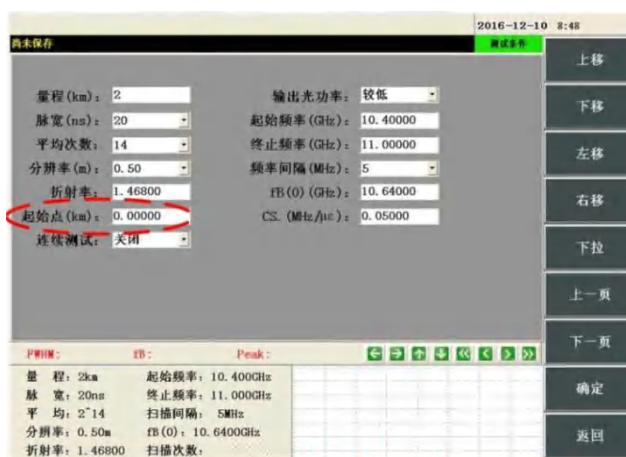 2016-12-10 8:48
尚未保存 测试条件
量程(km): 2 输出光功率: 较低
脉宽(ns): 20 起始频率(GHz): 10.40000
平均次数: 14 终止频率(GHz): 11.00000
分辨率(m): 0.50 频率间隔(MHz): 5
折射率: 1.46800 fB(0)(GHz): 10.64000
起始点(km): 0.00000 CS.(MHz/με): 0.05000
连续测试: 关闭
FWHM: fB: Peak:
量 程: 2km 起始频率: 10.400GHz
脉 宽: 20ns 终止频率: 11.000GHz
平 均: 2^14 扫描间隔: 5MHz
分辨率: 0.50m fB(0): 10.6400GHz
折射率: 1.46800 扫描次数:
上移
下移
左移
右移
下拉
上一页
下一页
确定
返回